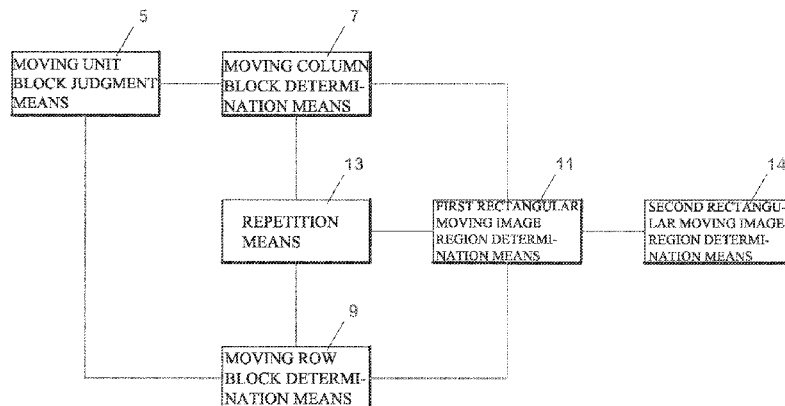 5
7
MOVING UNIT
BLOCK JUDGMENT
MEANS
MOVING COLUMN
BLOCK DETERMI-
NATION MEANS
13
11
14
REPETITION
MEANS
FIRST RECTANGULAR
MOVING IMAGE
REGION DETERMI-
NATION MEANS
SECOND RECTANGU-
LAR MOVING IMAGE
REGION DETERMI-
NATION MEANS
9
MOVING ROW
BLOCK DETERMI-
NATION MEANS